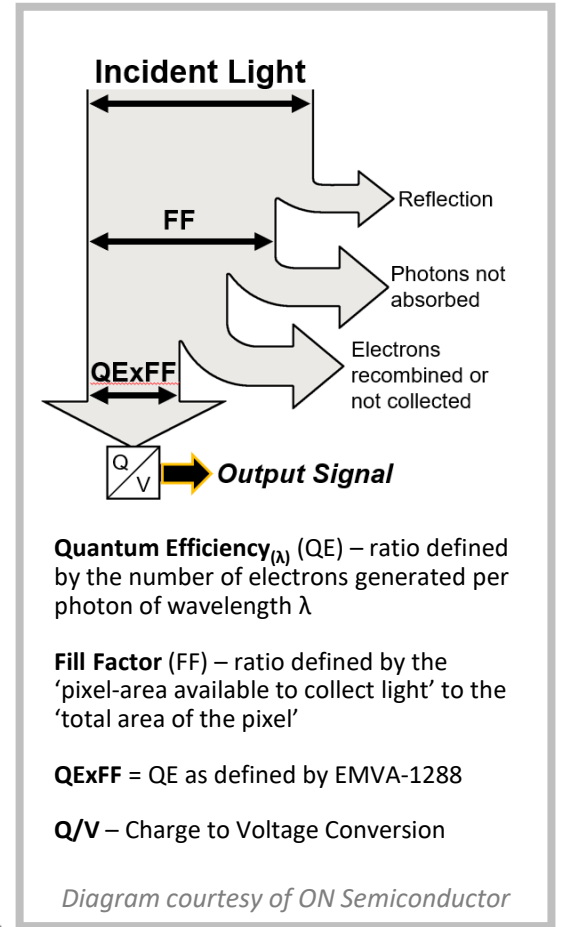 Incident Light
Reflection
FF
Photons not
absorbed
Electrons
recombined or
not collected
QExFF
Q
V
Output Signal
Quantum Efficiency(λ) (QE) – ratio defined
by the number of electrons generated per
photon of wavelength λ
Fill Factor (FF) – ratio defined by the
‘pixel-area available to collect light’ to the
‘total area of the pixel’
QExFF = QE as defined by EMVA-1288
Q/V – Charge to Voltage Conversion
Diagram courtesy of ON Semiconductor